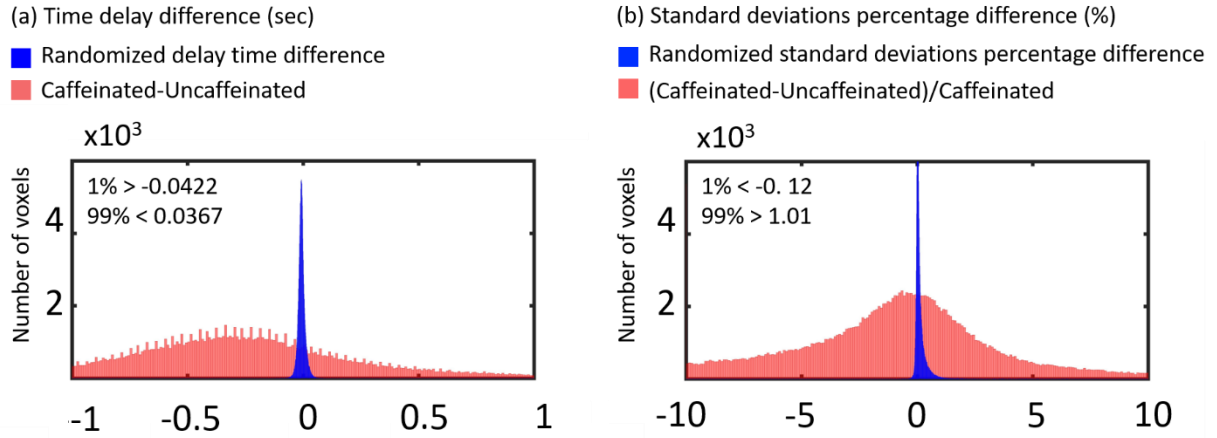 (a) Time delay difference (sec)
Randomized delay time difference
Caffeinated-Uncaffeinated
x10³
1% > -0.0422
99% < 0.0367
Number of voxels
4
2
-1 -0.5 0 0.5 1
(b) Standard deviations percentage difference (%)
Randomized standard deviations percentage difference
(Caffeinated-Uncaffeinated)/Caffeinated
x10³
1% < -0. 12
99% > 1.01
Number of voxels
4
2
-10 -5 0 5 10